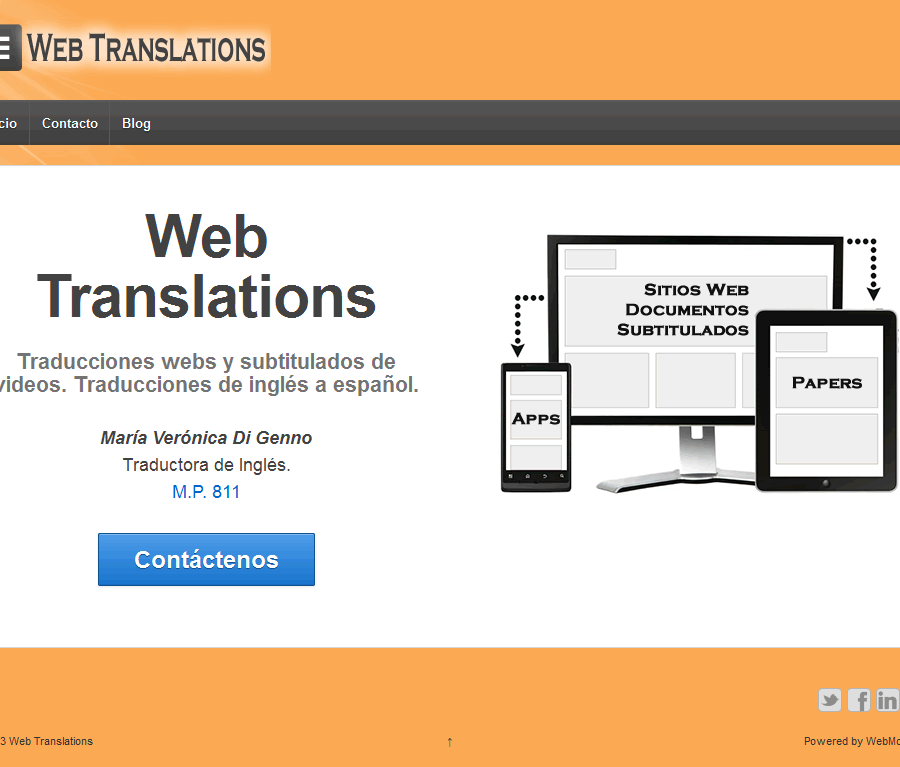 WEB TRANSLATIONS
cio Contacto Blog
Web
Translations
Traducciones webs y subtitulados de
videos. Traducciones de inglés a español.
María Verónica Di Genno
Traductora de Inglés.
M.P. 811
Contáctenos
SITIOS WEB
DOCUMENTOS
SUBTITULADOS
APPS
PAPERS
3 Web Translations
↑
Powered by WebMo